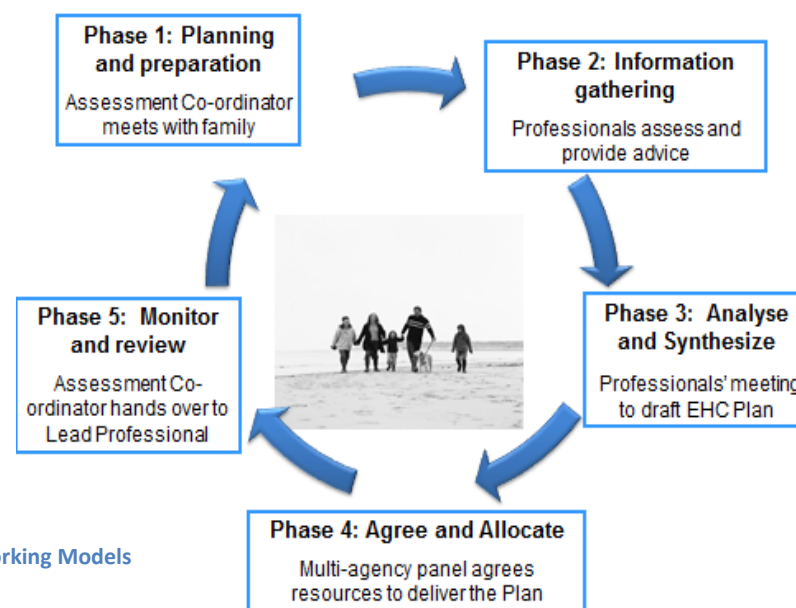 Phase 1: Planning
and preparation
Assessment Co-ordinator
meets with family
Phase 2: Information
gathering
Professionals assess and
provide advice
Phase 3: Analyse
and Synthesize
Professionals' meeting
to draft EHC Plan
Phase 4: Agree and Allocate
Multi-agency panel agrees
resources to deliver the Plan
Phase 5: Monitor
and review
Assessment Co-
ordinator hands over to
Lead Professional
orking Models